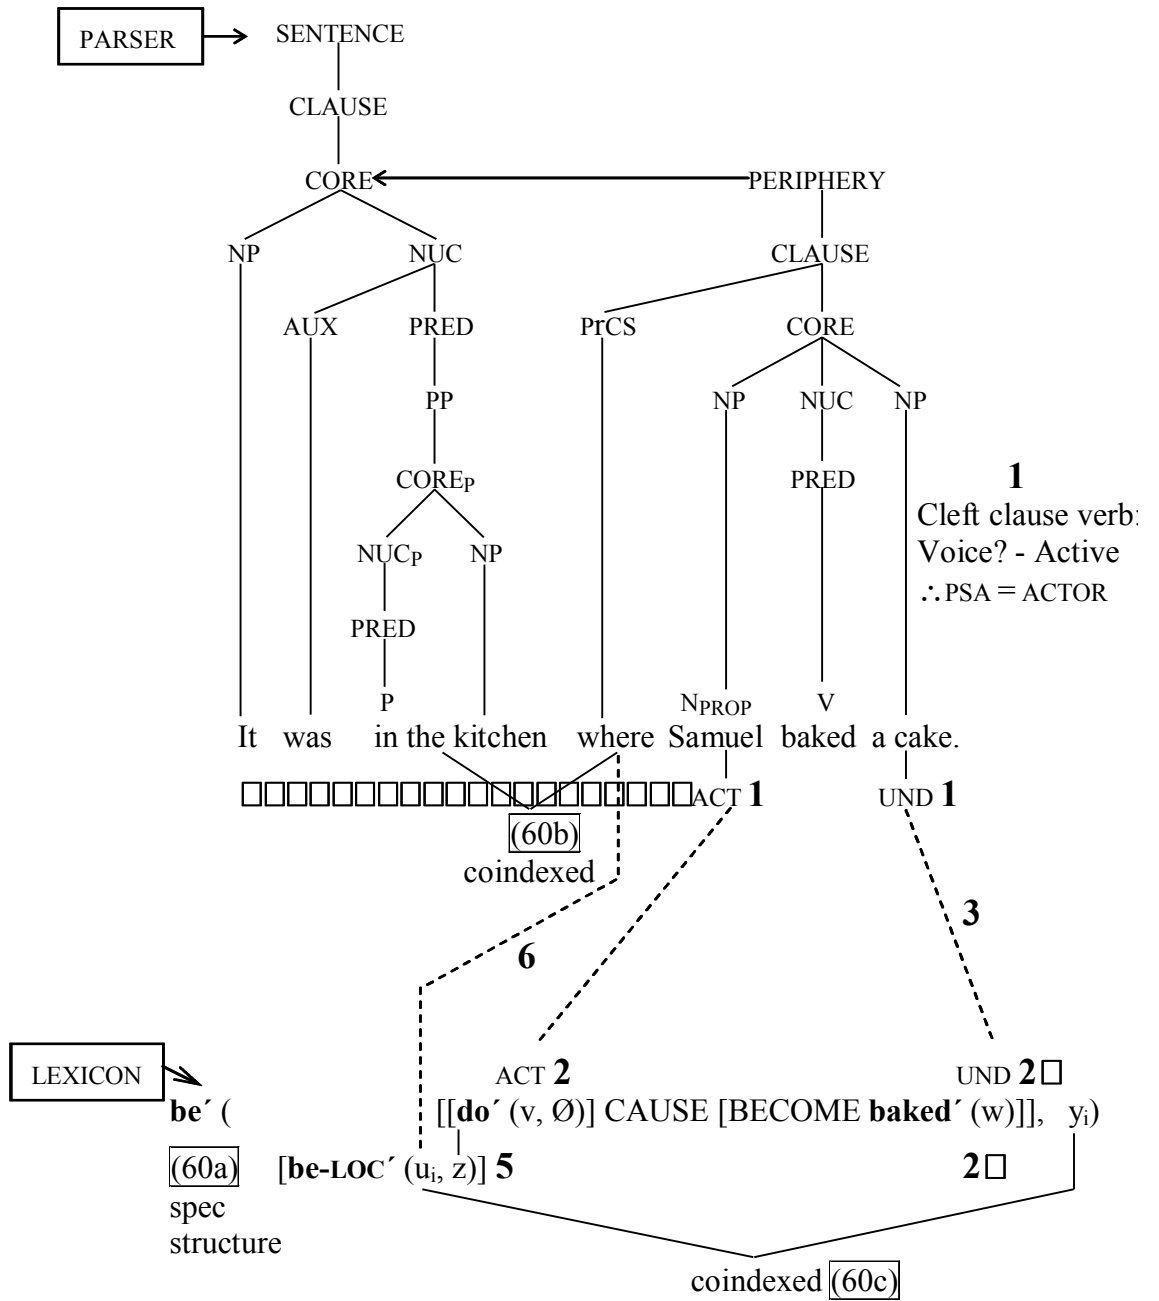 PARSER SENTENCE
CLAUSE
CORE PERIPHERY
NP NUC CLAUSE
AUX PRED PrCS CORE
PP NP NUC NP
COREP PRED 1
Cleft clause verb:
NUCP NP Voice? - Active
∴PSA = ACTOR
PRED
P NPROP V
It was in the kitchen where Samuel baked a cake.
□□□□□□□□□□□□□□□□□□□□ACT 1 UND 1
(60b)
coindexed
3
6
LEXICON ACT 2 UND 2□
be´ ( [[do´ (v, Ø)] CAUSE [BECOME baked´ (w)]], yi)
(60a) [be-LOC´ (ui, z)] 5 2□
spec
structure
coindexed (60c)